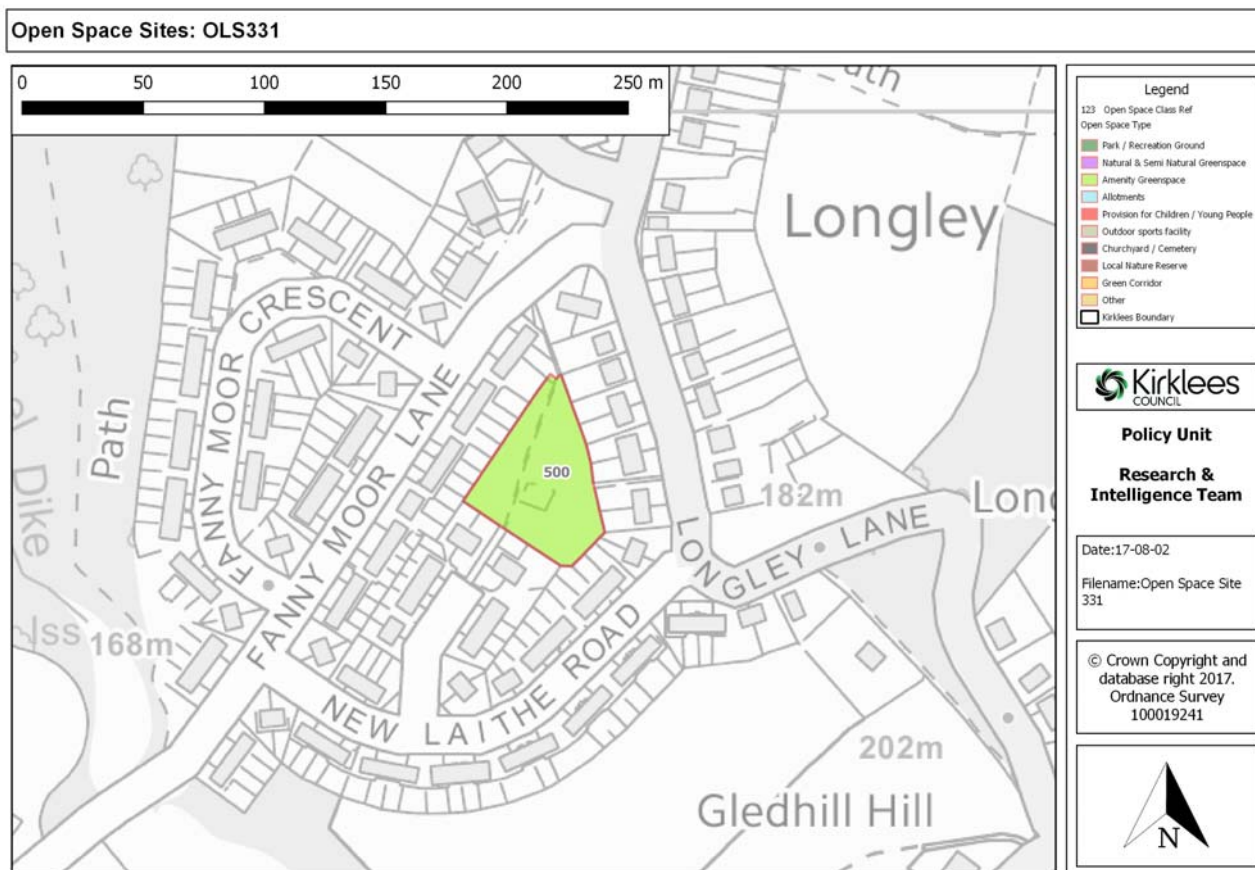 Open Space Sites: OLS331
0 50 100 150 200 250 m
Longley
FANNY MOOR CRESCENT
FANNY MOOR LANE
Path
500
182m
LONGLEY LANE
168m
NEW LAITHE ROAD
202m
Gledhill Hill
Legend
123 Open Space Class Ref
Open Space Type
Park / Recreation Ground
Natural & Semi Natural Greenspace
Amenity Greenspace
Allotments
Provision for Children / Young People
Outdoor sports facility
Churchyard / Cemetery
Local Nature Reserve
Green Corridor
Other
Kirklees Boundary
Kirklees
COUNCIL
Policy Unit
Research &
Intelligence Team
Date:17-08-02
Filename:Open Space Site
331
© Crown Copyright and
database right 2017.
Ordnance Survey
100019241
N